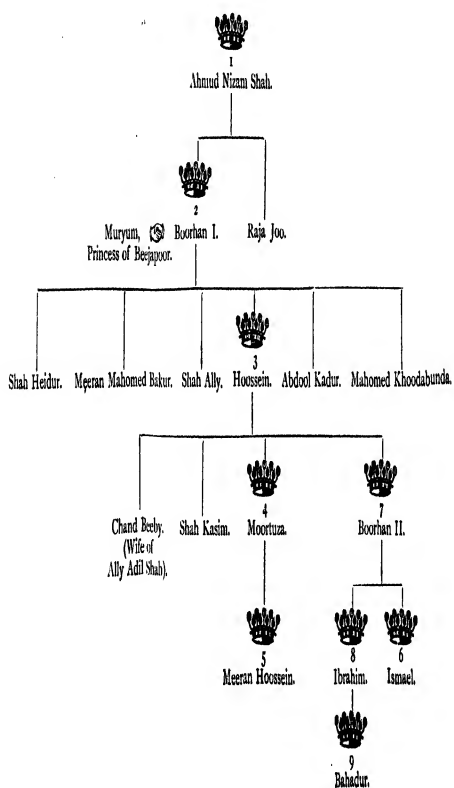 1
Ahmud Nizam Shah.
2
Muryum, Boorhan I. Raja Joo.
Princess of Beejapoor.
3
Shah Heidur. Meeran Mahomed Bakur. Shah Ally. Hoossein. Abdool Kadur. Mahomed Khoodabunda.
4 7
Chand Beeby. Shah Kasim. Moortuza. Boorhan II.
(Wife of
Ally Adil Shah).
5 8 6
Meeran Hoossein. Ibrahim. Ismael.
9
Bahadur.